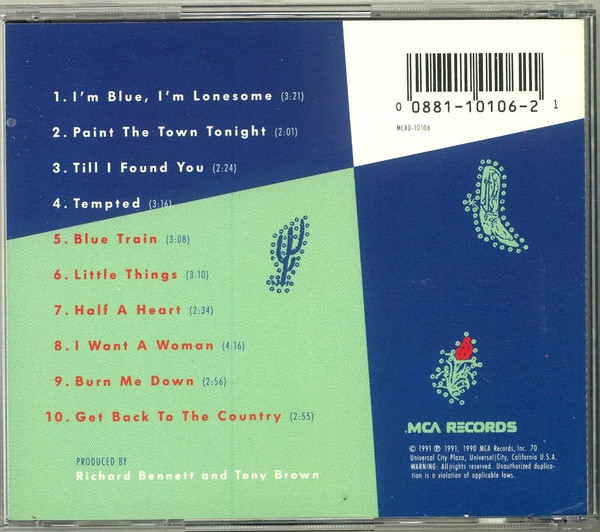 1. I'm Blue, I'm Lonesome (3:21)
2. Paint The Town Tonight (2:01)
3. Till I Found You (2:24)
4. Tempted (3:16)
5. Blue Train (3:08)
6. Little Things (3:10)
7. Half A Heart (2:34)
8. I Want A Woman (4:16)
9. Burn Me Down (2:56)
10. Get Back To The Country (2:55)
PRODUCED BY
Richard Bennett and Tony Brown
0 0881-10106-2 1
MCAD-10106
MCA RECORDS
© 1991 ℗ 1991, 1990 MCA Records, Inc. 70
Universal City Plaza, Universal City, California U.S.A.
WARNING: All rights reserved. Unauthorized duplica-
tion is a violation of applicable laws.